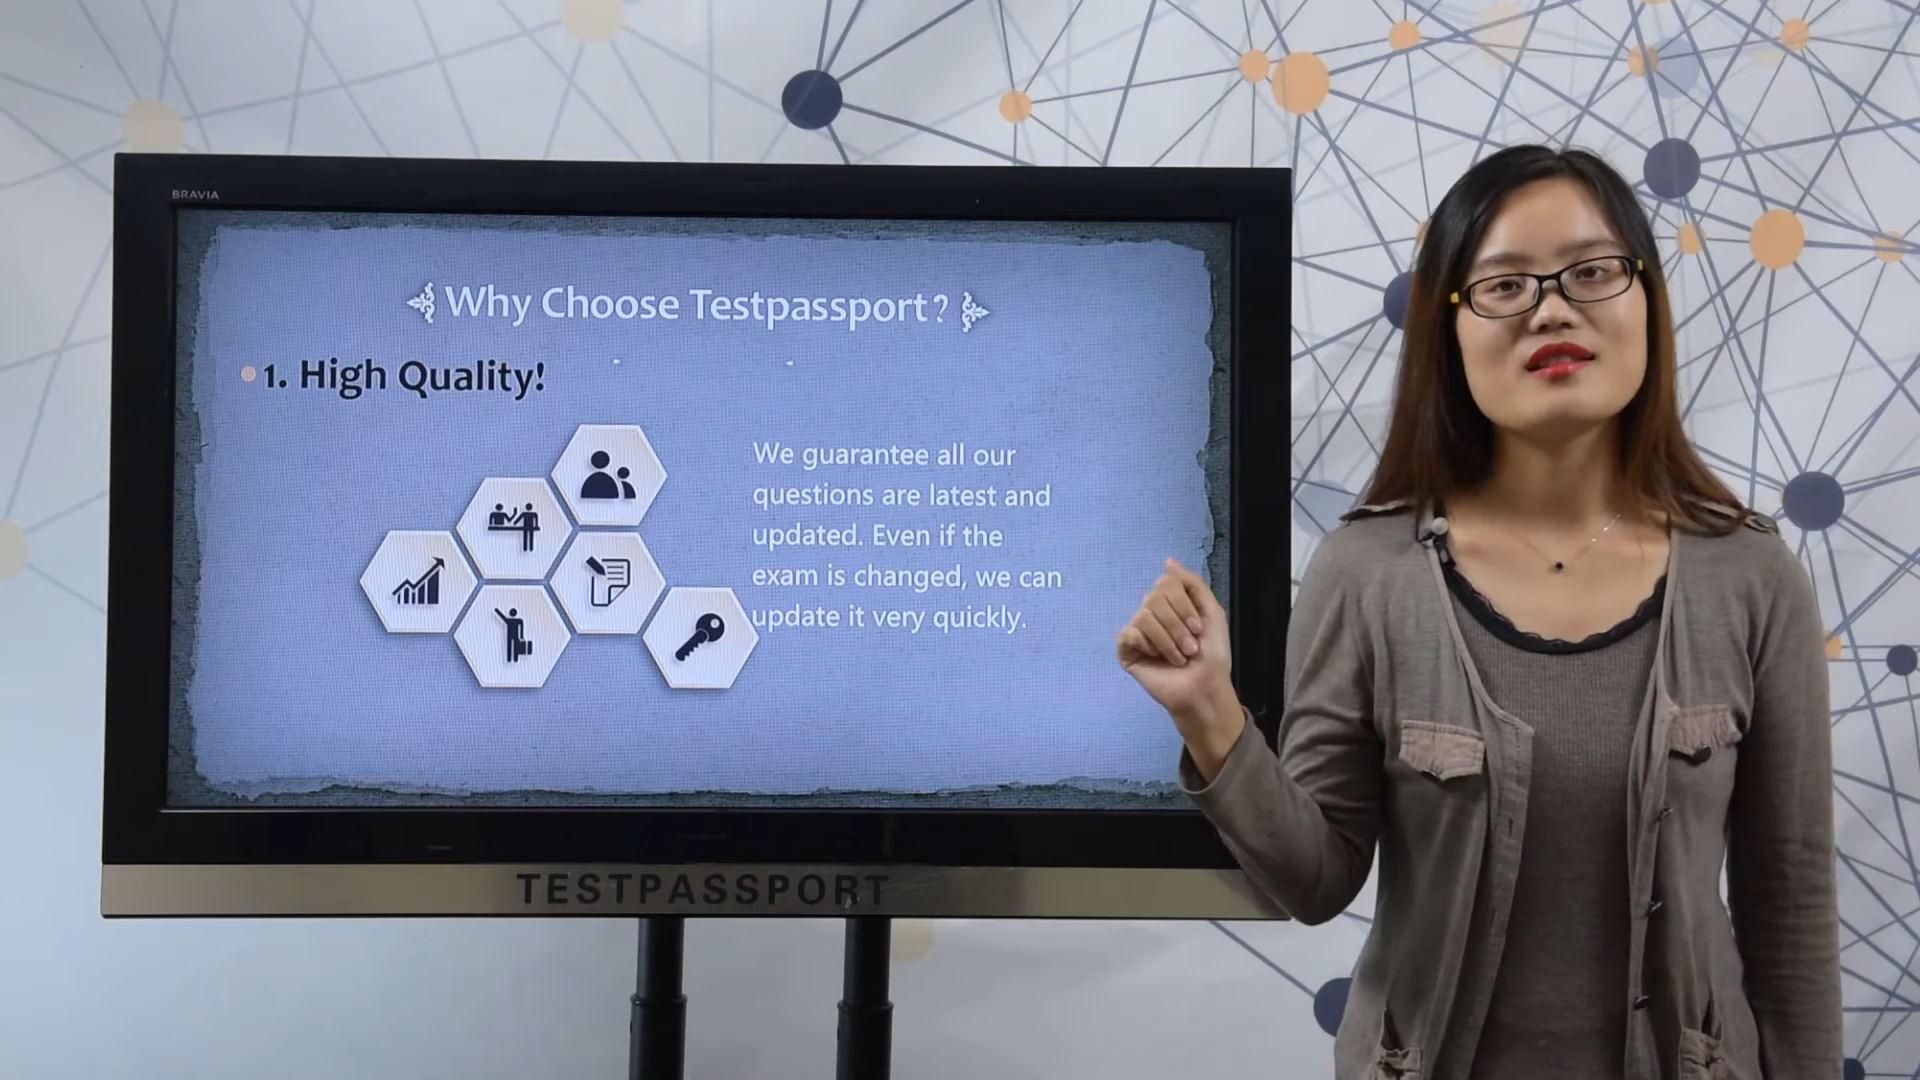 BRAVIA
Why Choose Testpassport?
1. High Quality!
We guarantee all our
questions are latest and
updated. Even if the
exam is changed, we can
update it very quickly.
TESTPASSPORT